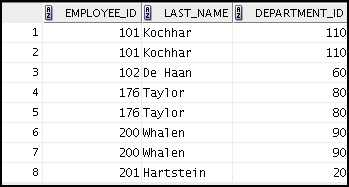 EMPLOYEE_ID LAST_NAME DEPARTMENT_ID
1 101 Kochhar 110
2 101 Kochhar 110
3 102 De Haan 60
4 176 Taylor 80
5 176 Taylor 80
6 200 Whalen 90
7 200 Whalen 90
8 201 Hartstein 20